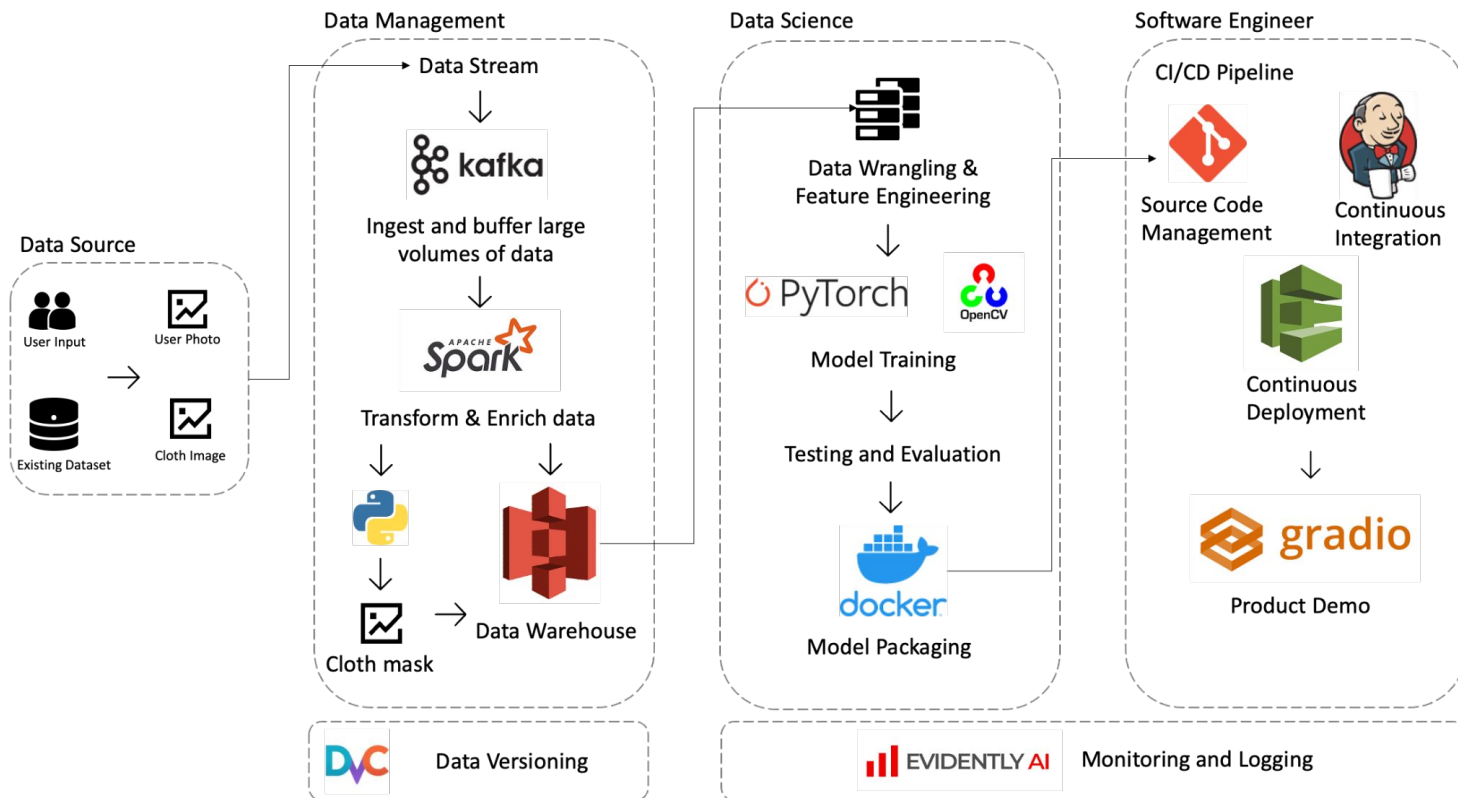 Data Source
User Input
User Photo
Existing Dataset
Cloth Image
Data Management
Data Stream
kafka
Ingest and buffer large
volumes of data
APACHE
Spark
Transform & Enrich data
Cloth mask
Data Warehouse
DVC
Data Versioning
Data Science
Data Wrangling &
Feature Engineering
PyTorch
OpenCV
Model Training
Testing and Evaluation
docker
Model Packaging
Software Engineer
CI/CD Pipeline
Source Code
Management
Continuous
Integration
Continuous
Deployment
gradio
Product Demo
EVIDENTLY AI
Monitoring and Logging